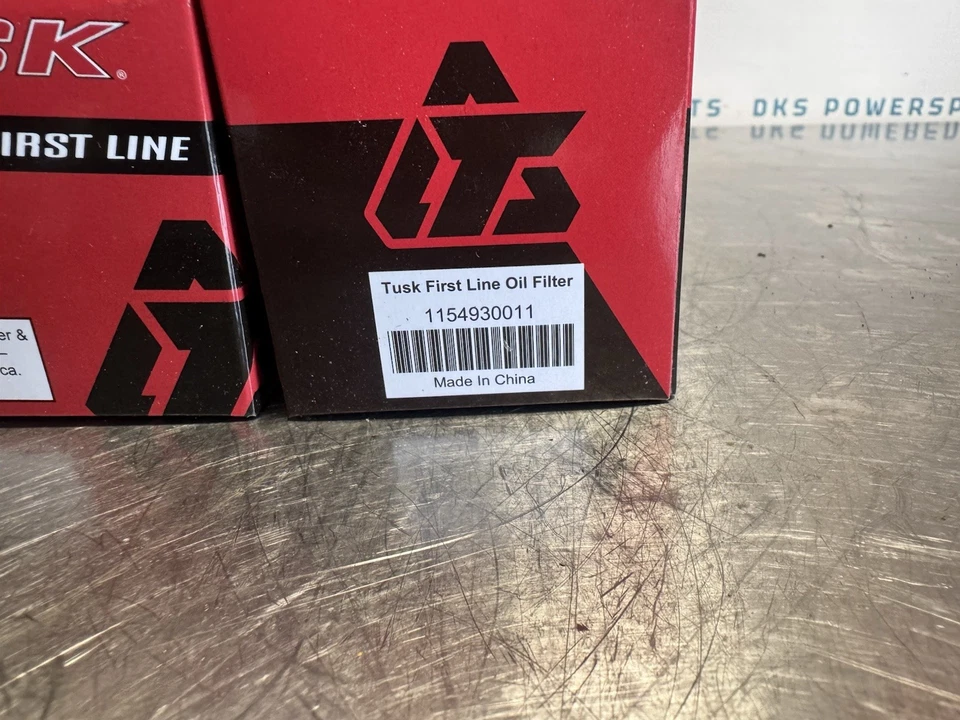 SK®
FIRST LINE
er &
ca.
Tusk First Line Oil Filter
1154930011
Made In China
TS DKS POWERSP